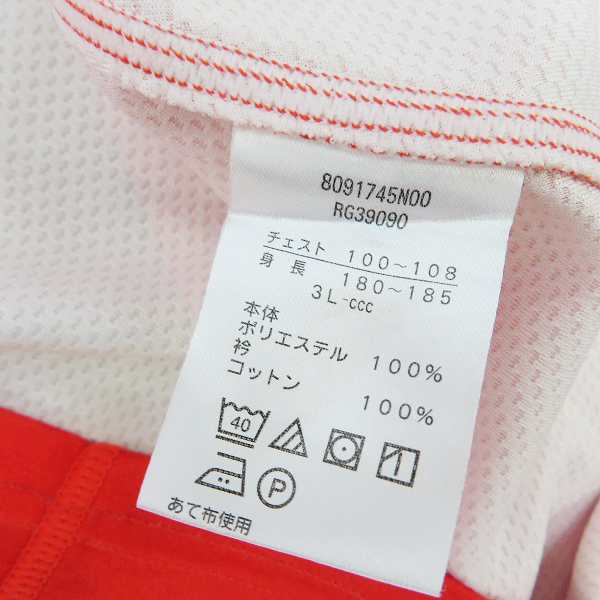 8091745N00
RG39090
チェスト 100～108
身長 180～185
3L-CCC
本体
ポリエステル 100%
衿
コットン 100%
40
P
あて布使用